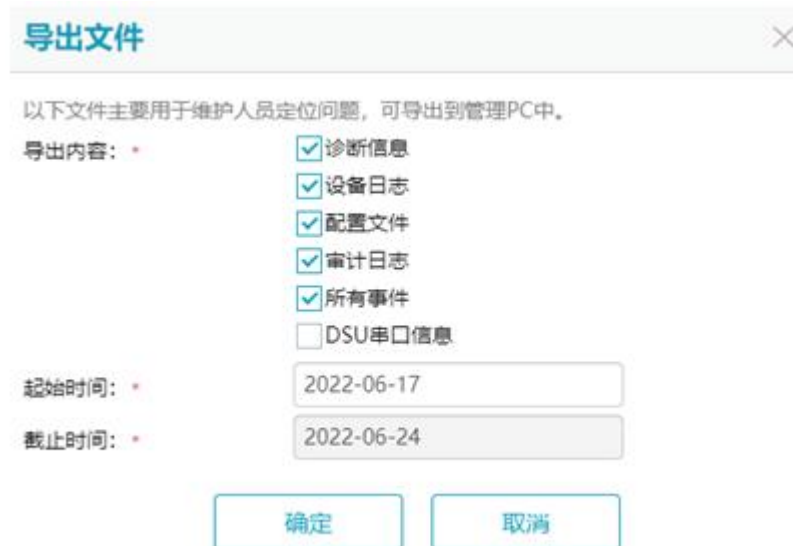 导出文件
以下文件主要用于维护人员定位问题，可导出到管理PC中。
导出内容： * 诊断信息
设备日志
配置文件
审计日志
所有事件
DSU串口信息
起始时间： * 2022-06-17
截止时间： * 2022-06-24
确定 取消